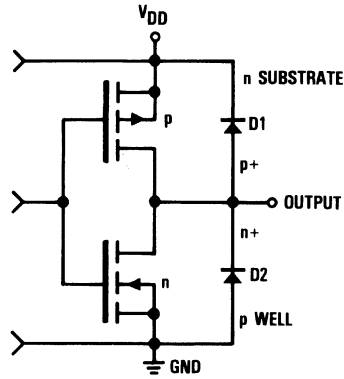 VDD
n SUBSTRATE
D1
p
p+
OUTPUT
n+
D2
n
p WELL
GND